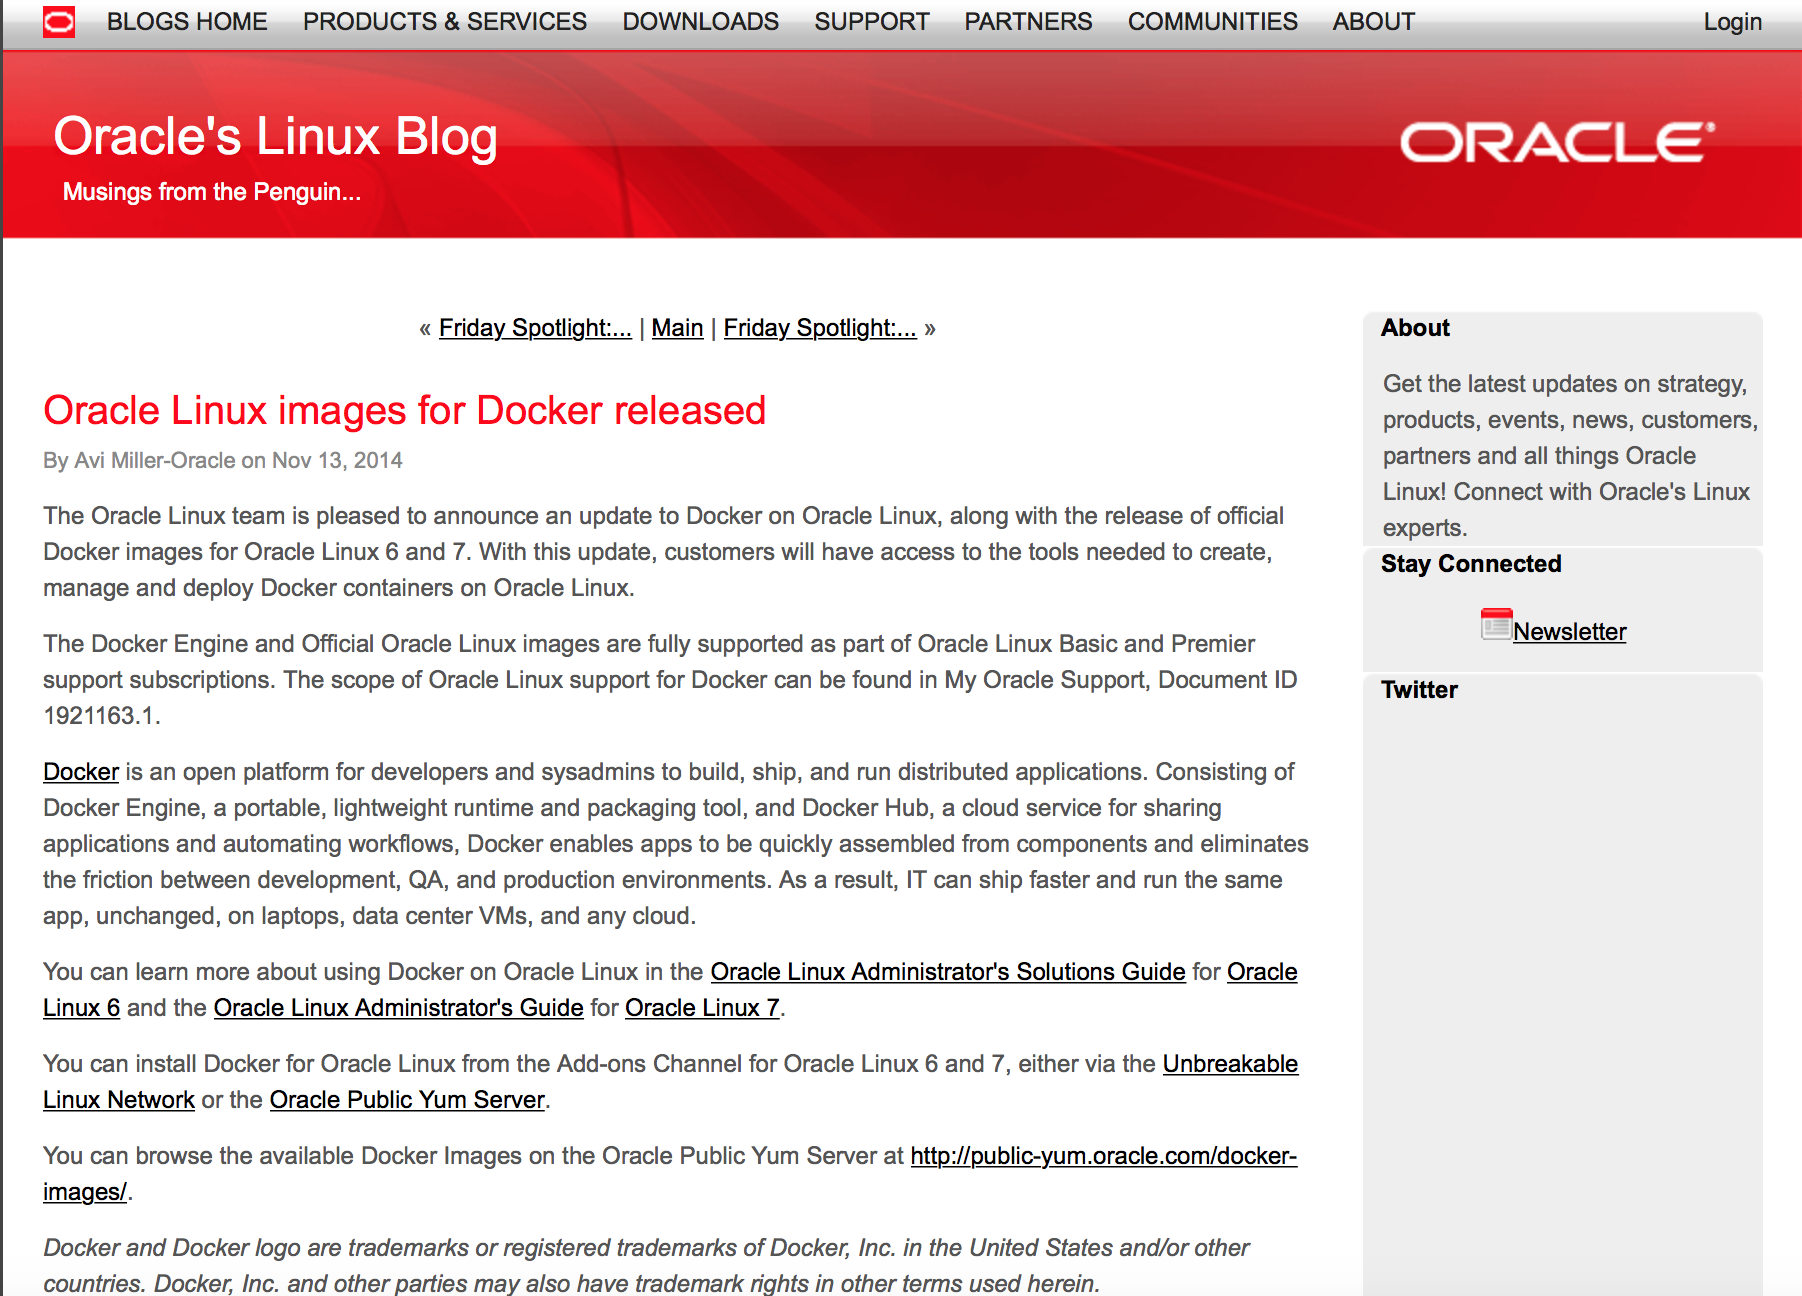 BLOGS HOME PRODUCTS & SERVICES DOWNLOADS SUPPORT PARTNERS COMMUNITIES ABOUT Login
Oracle's Linux Blog
Musings from the Penguin...
ORACLE®
« Friday Spotlight:... | Main | Friday Spotlight:... »
Oracle Linux images for Docker released
By Avi Miller-Oracle on Nov 13, 2014
The Oracle Linux team is pleased to announce an update to Docker on Oracle Linux, along with the release of official
Docker images for Oracle Linux 6 and 7. With this update, customers will have access to the tools needed to create,
manage and deploy Docker containers on Oracle Linux.
The Docker Engine and Official Oracle Linux images are fully supported as part of Oracle Linux Basic and Premier
support subscriptions. The scope of Oracle Linux support for Docker can be found in My Oracle Support, Document ID
1921163.1.
Docker is an open platform for developers and sysadmins to build, ship, and run distributed applications. Consisting of
Docker Engine, a portable, lightweight runtime and packaging tool, and Docker Hub, a cloud service for sharing
applications and automating workflows, Docker enables apps to be quickly assembled from components and eliminates
the friction between development, QA, and production environments. As a result, IT can ship faster and run the same
app, unchanged, on laptops, data center VMs, and any cloud.
You can learn more about using Docker on Oracle Linux in the Oracle Linux Administrator's Solutions Guide for Oracle
Linux 6 and the Oracle Linux Administrator's Guide for Oracle Linux 7.
You can install Docker for Oracle Linux from the Add-ons Channel for Oracle Linux 6 and 7, either via the Unbreakable
Linux Network or the Oracle Public Yum Server.
You can browse the available Docker Images on the Oracle Public Yum Server at http://public-yum.oracle.com/docker-
images/.
Docker and Docker logo are trademarks or registered trademarks of Docker, Inc. in the United States and/or other
countries. Docker, Inc. and other parties may also have trademark rights in other terms used herein.
About
Get the latest updates on strategy,
products, events, news, customers,
partners and all things Oracle
Linux! Connect with Oracle's Linux
experts.
Stay Connected
Newsletter
Twitter